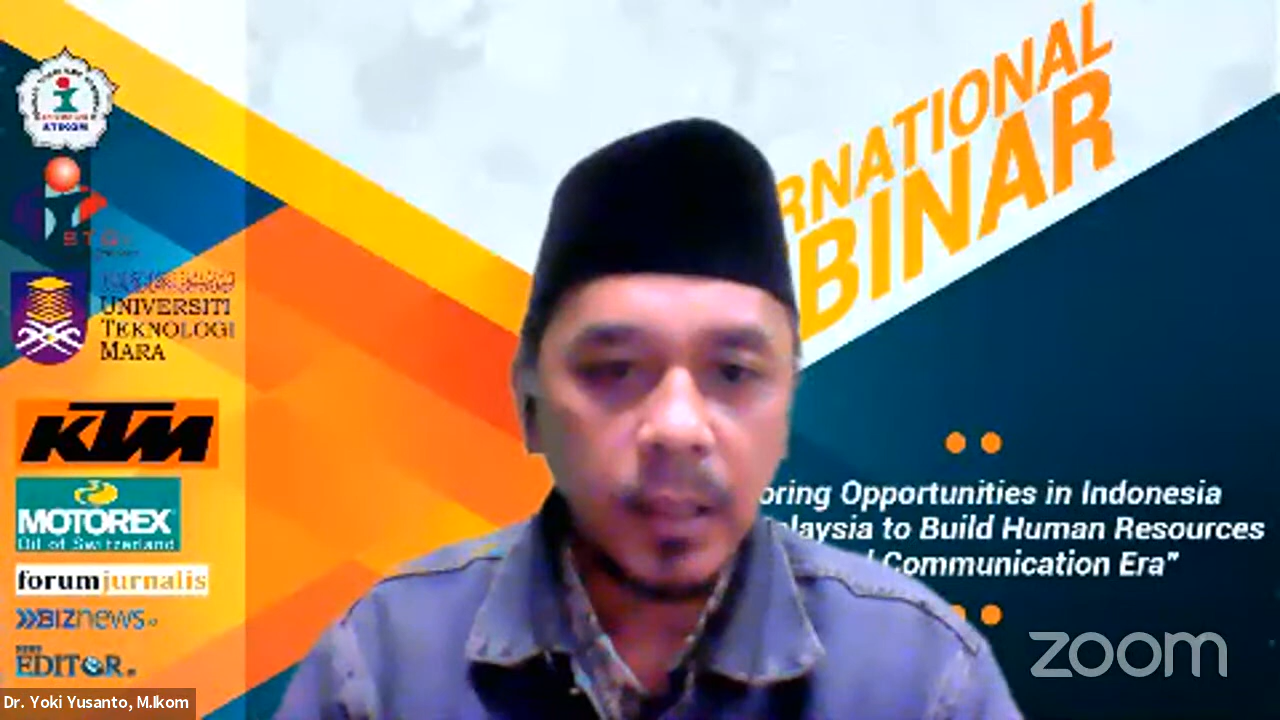 STIKOM
UNIVERSITI
TEKNOLOGI
MARA
KTM
MOTOREX
Oil of Switzerland
forumjurnalis
BIZnews
EDITOR
RNATIONAL
BINAR
oring Opportunities in Indonesia
alaysia to Build Human Resources
l Communication Era"
zoom
Dr. Yoki Yusanto, M.Ikom